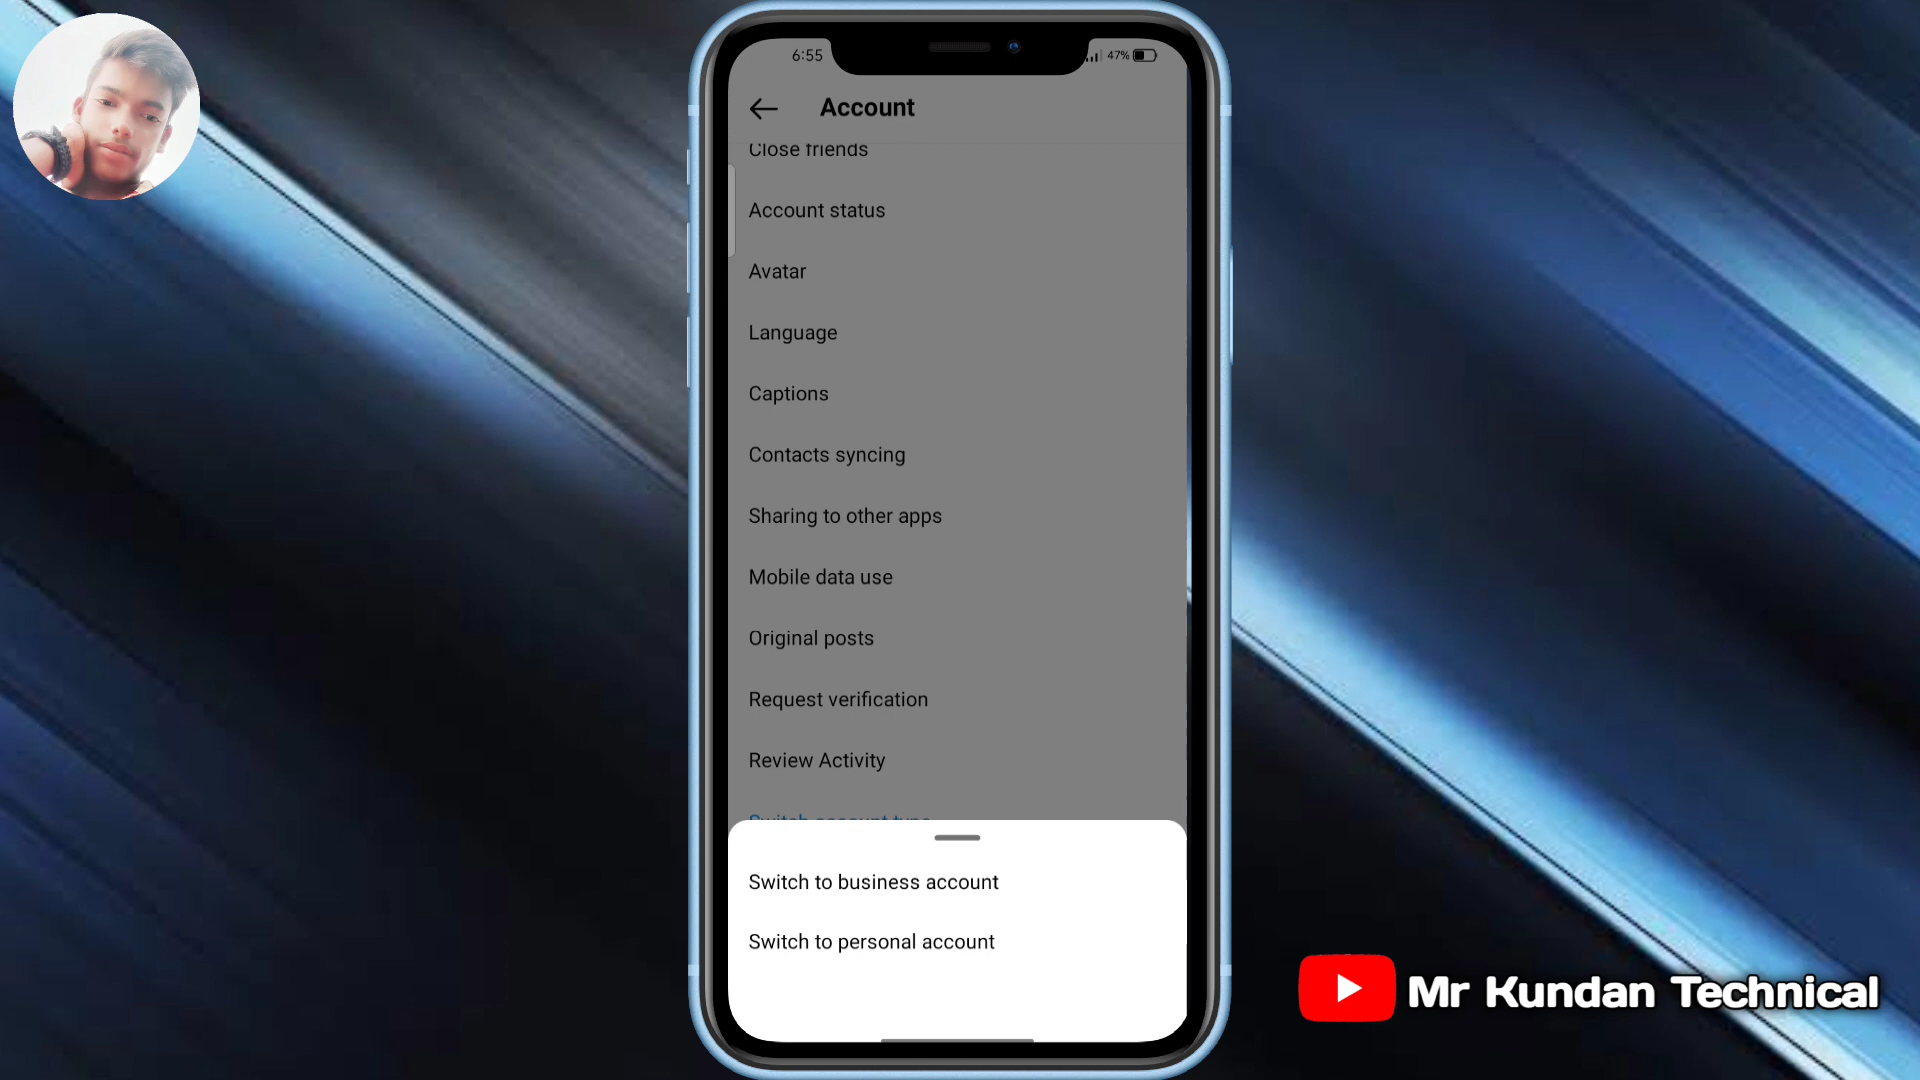 6:55
47%
Account
Close friends
Account status
Avatar
Language
Captions
Contacts syncing
Sharing to other apps
Mobile data use
Original posts
Request verification
Review Activity
Switch account type
Switch to business account
Switch to personal account
Mr Kundan Technical